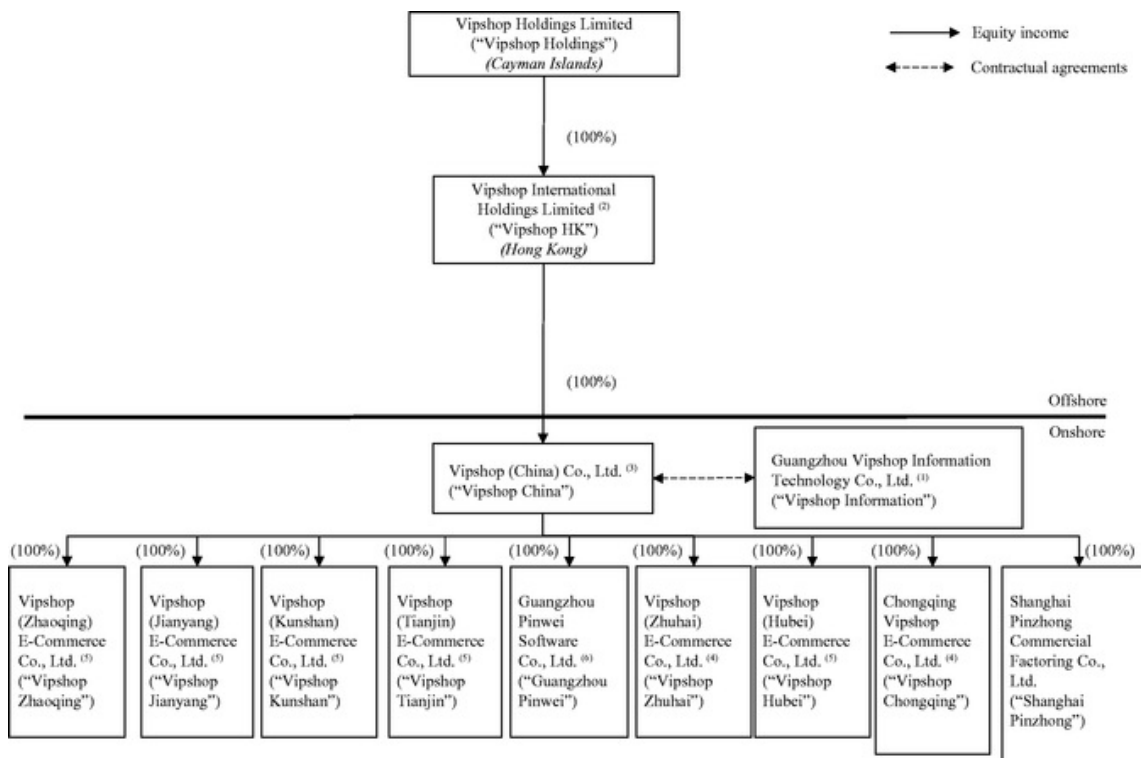 Vipshop Holdings Limited
(“Vipshop Holdings”)
(Cayman Islands)
Equity income
Contractual agreements
(100%)
Vipshop International
Holdings Limited (2)
(“Vipshop HK”)
(Hong Kong)
(100%)
Offshore
Onshore
Vipshop (China) Co., Ltd. (3)
(“Vipshop China”)
Guangzhou Vipshop Information
Technology Co., Ltd. (1)
(“Vipshop Information”)
(100%)
Vipshop
(Zhaoqing)
E-Commerce
Co., Ltd. (5)
(“Vipshop
Zhaoqing”)
(100%)
Vipshop
(Jianyang)
E-Commerce
Co., Ltd. (5)
(“Vipshop
Jianyang”)
(100%)
Vipshop
(Kunshan)
E-Commerce
Co., Ltd. (5)
(“Vipshop
Kunshan”)
(100%)
Vipshop
(Tianjin)
E-Commerce
Co., Ltd. (5)
(“Vipshop
Tianjin”)
(100%)
Guangzhou
Pinwei
Software
Co., Ltd. (6)
(“Guangzhou
Pinwei”)
(100%)
Vipshop
(Zhuhai)
E-Commerce
Co., Ltd. (4)
(“Vipshop
Zhuhai”)
(100%)
Vipshop
(Hubei)
E-Commerce
Co., Ltd. (5)
(“Vipshop
Hubei”)
(100%)
Chongqing
Vipshop
E-Commerce
Co., Ltd. (4)
(“Vipshop
Chongqing”)
(100%)
Shanghai
Pinzhong
Commercial
Factoring Co.,
Ltd.
(“Shanghai
Pinzhong”)